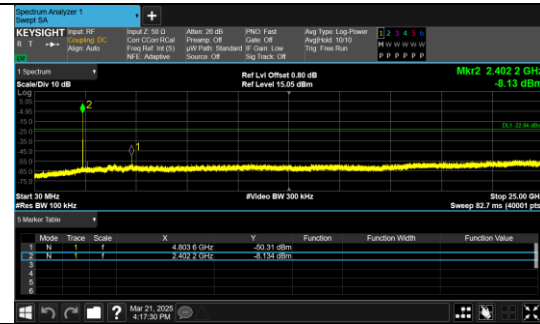 Spectrum Analyzer 1
Swept SA
+
KEYSIGHT Input: RF Input Z: 50 Ω Atten: 26 dB PNO: Fast Avg Type: Log-Power 1 2 3 4 5 6
R T Coupling: DC Corr CCorr RCal Preamp: Off Gate: Off Avg|Hold: 10/10 M W W W W W
Align: Auto Freq Ref: Int (S) µW Path: Standard IF Gain: Low Trig: Free Run
NFE: Adaptive Source: Off Sig Track: Off P P P P P P
1 Spectrum Ref Lvl Offset 0.80 dB Mkr2 2.402 2 GHz
Scale/Div 10 dB Ref Level 15.05 dBm -8.13 dBm
Log
5.05
-4.95
-15.0
DL1 -22.94 dBm
-25.0
-35.0
-45.0
-55.0
-65.0
-75.0
2
1
Start 30 MHz #Video BW 300 kHz Stop 25.00 GHz
#Res BW 100 kHz Sweep 82.7 ms (40001 pts)
5 Marker Table
Mode Trace Scale X Y Function Function Width Function Value
1 N 1 f 4.803 6 GHz -50.31 dBm
2 N 1 f 2.402 2 GHz -8.134 dBm
3
4
5
6
? Mar 21, 2025
4:17:30 PM